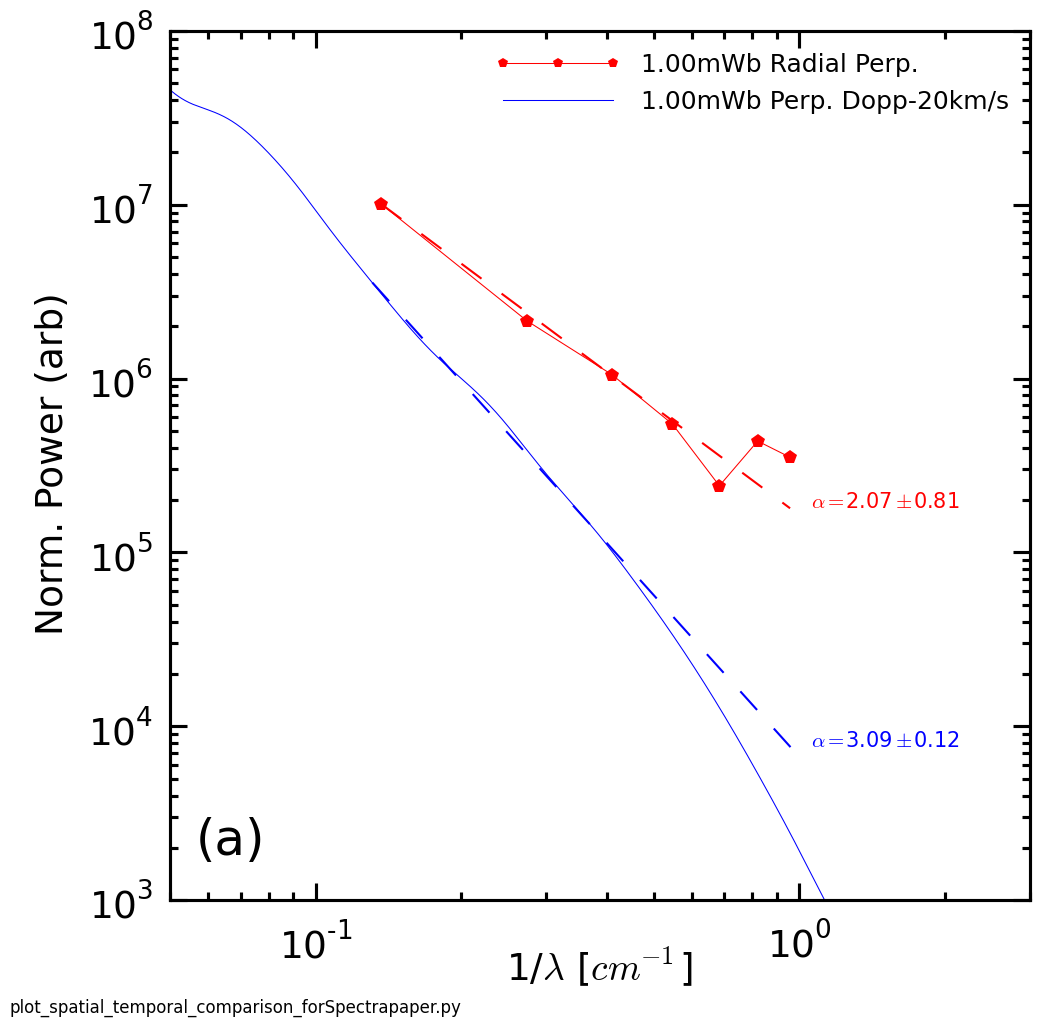 10^8
10^7
10^6
10^5
10^4
10^3
Norm. Power (arb)
1.00mWb Radial Perp.
1.00mWb Perp. Dopp-20km/s
α=2.07±0.81
α=3.09±0.12
(a)
10^-1
10^0
1/λ [cm^-1]
plot_spatial_temporal_comparison_forSpectrapaper.py